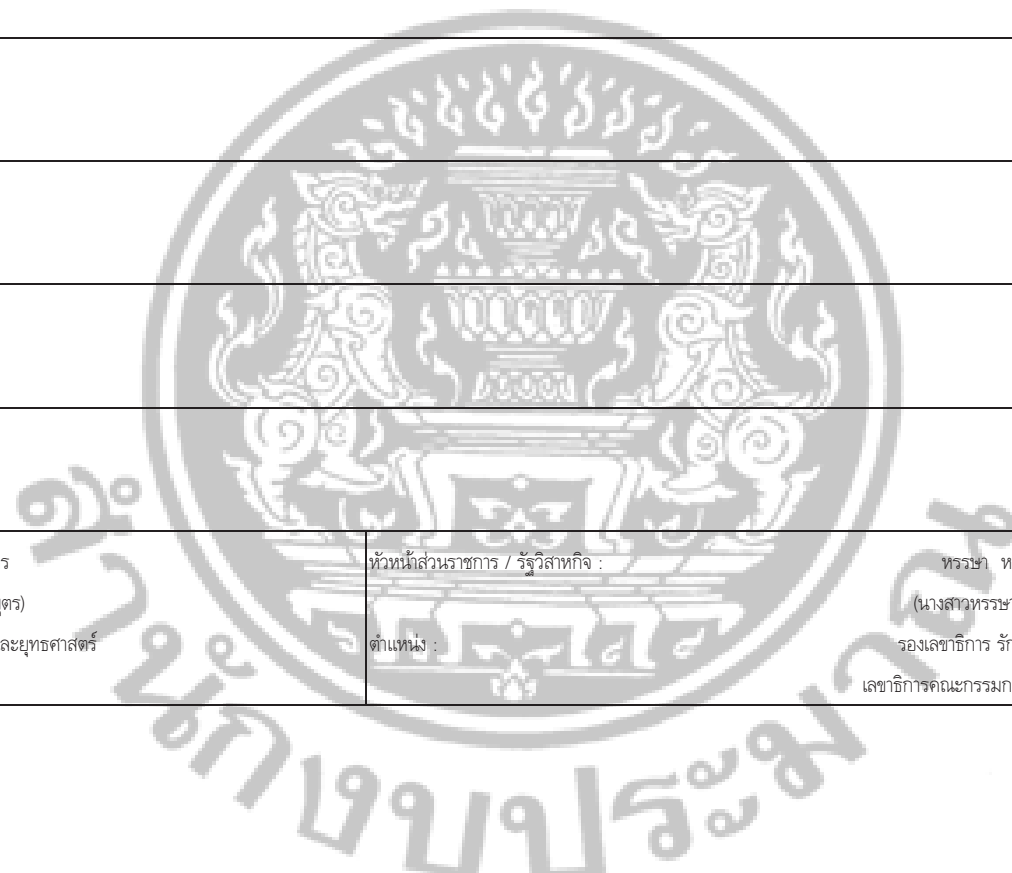 ร หัวหน้าส่วนราชการ / รัฐวิสาหกิจ : หรรษา ห
ุตร) (นางสาวหรรษา
ละยุทธศาสตร์ ตำแหน่ง : รองเลขาธิการ รัก
เลขาธิการคณะกรรมก
สำนักงบประมาณ